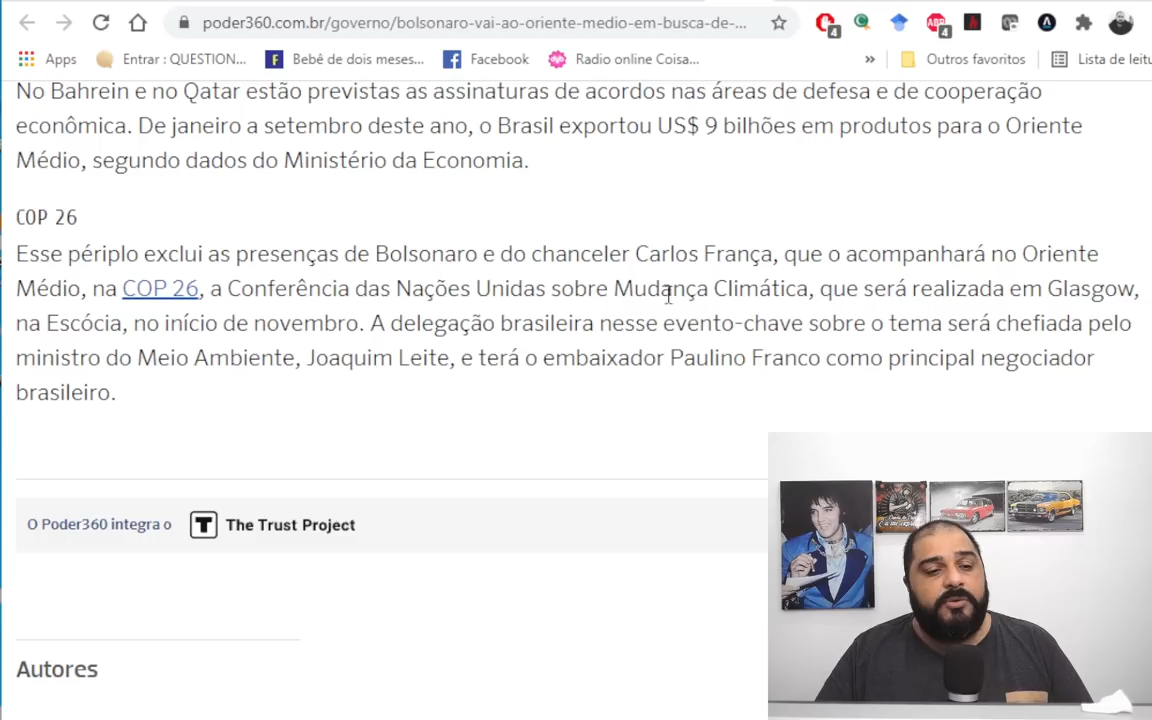 poder360.com.br/governo/bolsonaro-vai-ao-oriente-medio-em-busca-de-...
4
ABP
4
Apps
Entrar : QUESTION...
Bebê de dois meses...
Facebook
Radio online Coisa...
»
Outros favoritos
Lista de leitu
No Bahrein e no Qatar estão previstas as assinaturas de acordos nas áreas de defesa e de cooperação
econômica. De janeiro a setembro deste ano, o Brasil exportou US$ 9 bilhões em produtos para o Oriente
Médio, segundo dados do Ministério da Economia.
COP 26
Esse périplo exclui as presenças de Bolsonaro e do chanceler Carlos França, que o acompanhará no Oriente
Médio, na COP 26, a Conferência das Nações Unidas sobre Mudança Climática, que será realizada em Glasgow,
na Escócia, no início de novembro. A delegação brasileira nesse evento-chave sobre o tema será chefiada pelo
ministro do Meio Ambiente, Joaquim Leite, e terá o embaixador Paulino Franco como principal negociador
brasileiro.
O Poder360 integra o
T The Trust Project
Autores